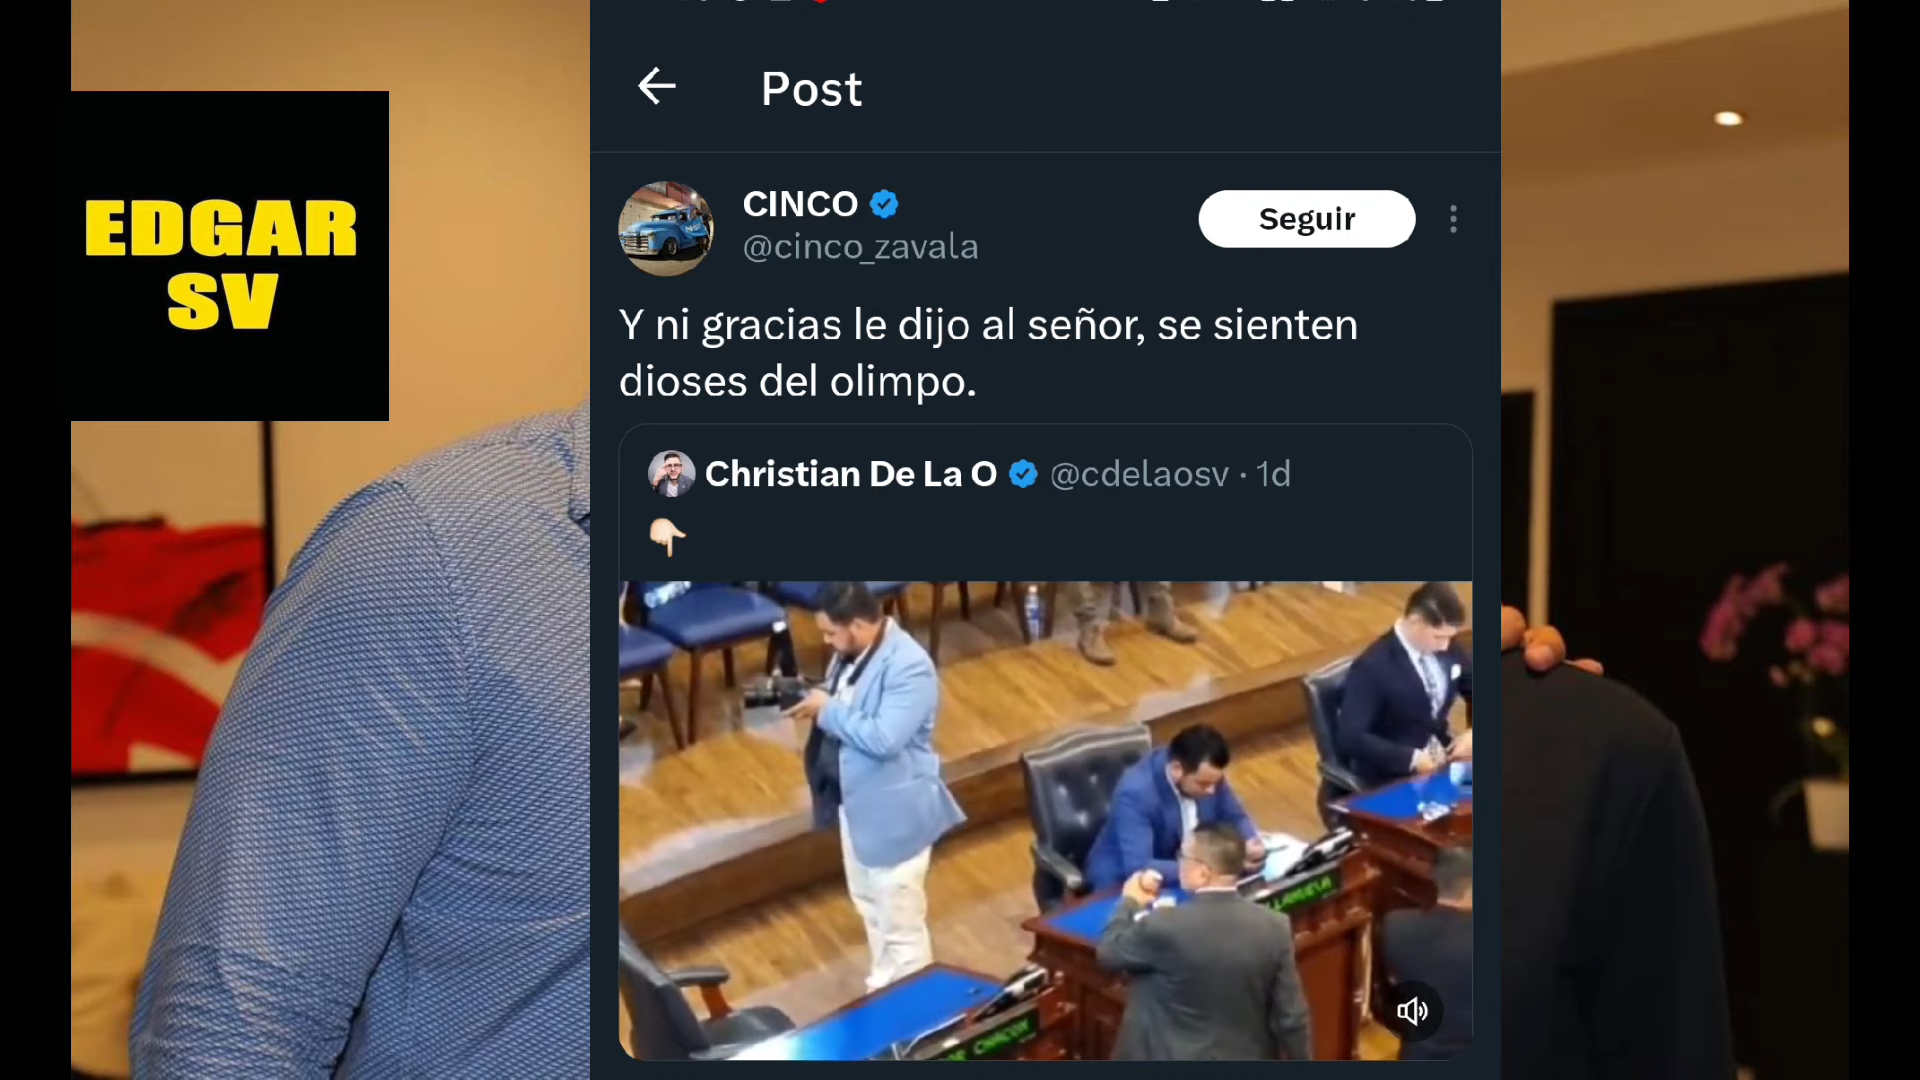 EDGAR
SV
Post
CINCO
@cinco_zavala
Seguir
Y ni gracias le dijo al señor, se sienten
dioses del olimpo.
Christian De La O @cdelaosv · 1d
CHACON